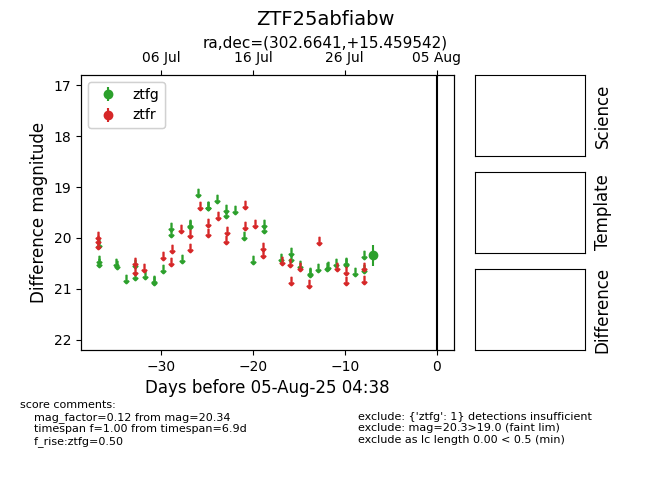 ZTF25abfiabw
ra,dec=(302.6641,+15.459542)
06 Jul 16 Jul 26 Jul 05 Aug
ztfg
ztfr
17
18
19
20
21
22
Difference magnitude
−30 −20 −10 0
Days before 05-Aug-25 04:38
Science
Template
Difference
score comments:
mag_factor=0.12 from mag=20.34
timespan f=1.00 from timespan=6.9d
f_rise:ztfg=0.50
exclude: {'ztfg': 1} detections insufficient
exclude: mag=20.3>19.0 (faint lim)
exclude as lc length 0.00 < 0.5 (min)